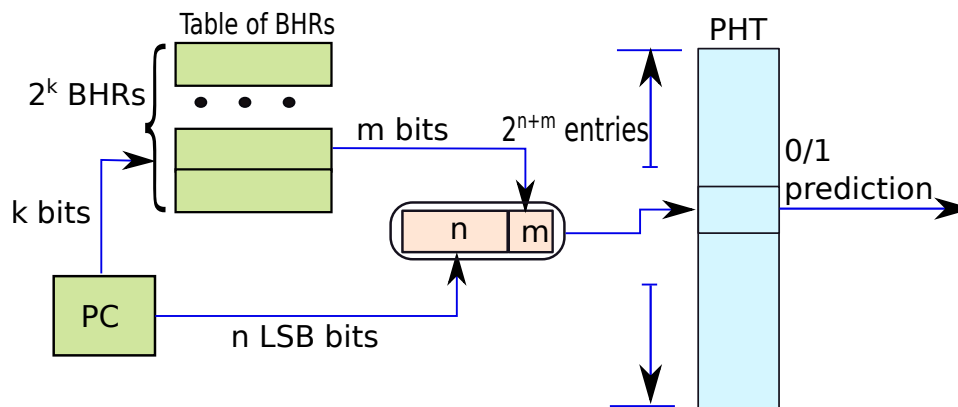 Table of BHRs
PHT
2^k BHRs
m bits
2^{n+m} entries
0/1
prediction
k bits
n
m
PC
n LSB bits